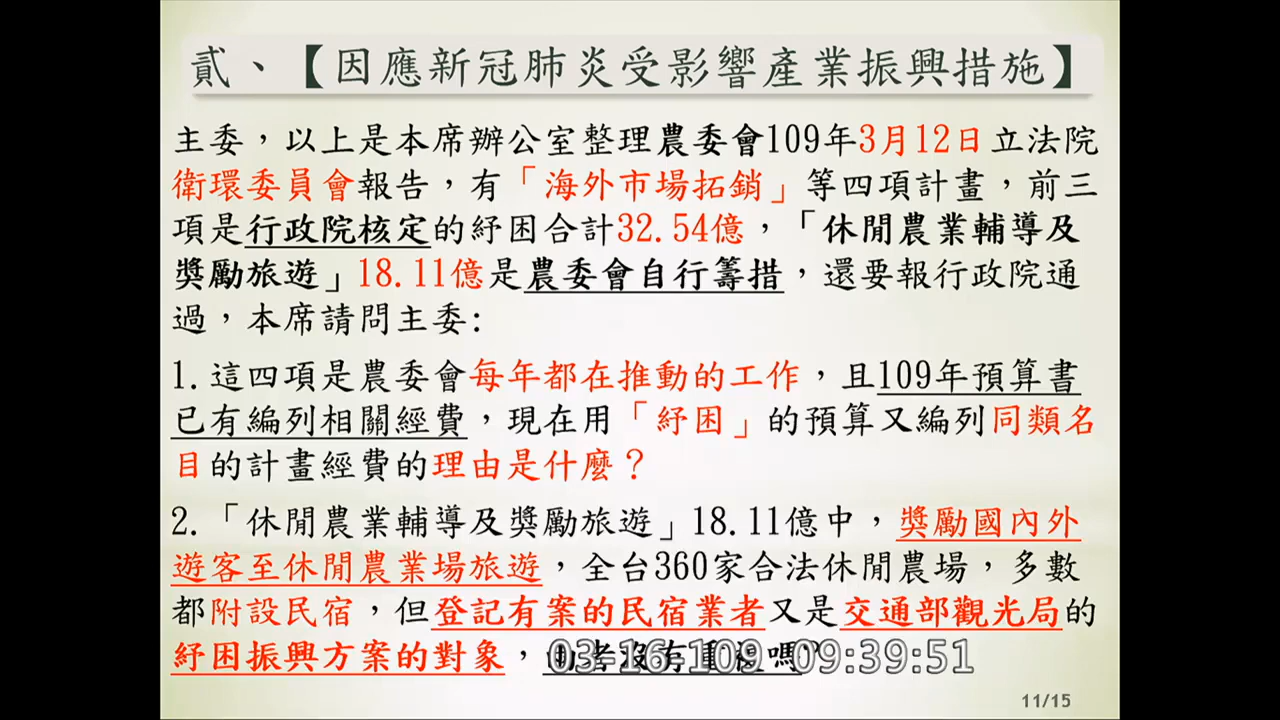 貳、【因應新冠肺炎受影響產業振興措施】
主委，以上是本席辦公室整理農委會109年3月12日立法院
衛環委員會報告，有「海外市場拓銷」等四項計畫，前三
項是行政院核定的紓困合計32.54億，「休閒農業輔導及
獎勵旅遊」18.11億是農委會自行籌措，還要報行政院通
過，本席請問主委:
1.這四項是農委會每年都在推動的工作，且109年預算書
已有編列相關經費，現在用「紓困」的預算又編列同類名
目的計畫經費的理由是什麼？
2.「休閒農業輔導及獎勵旅遊」18.11億中，獎勵國內外
遊客至休閒農業場旅遊，全台360家合法休閒農場，多數
都附設民宿，但登記有案的民宿業者又是交通部觀光局的
紓困振興方案的對象，
03-16-109 09:39:51
11/15